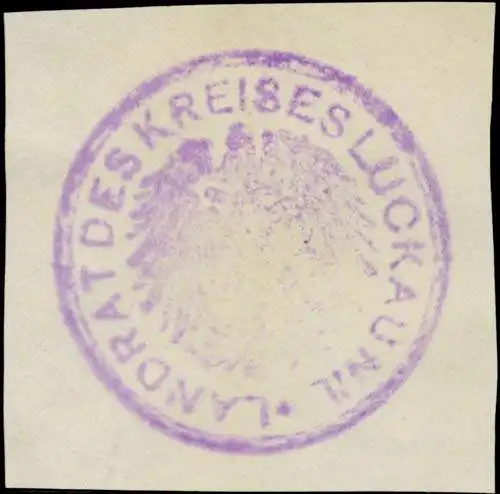 LANDRAT DES KREISES LUCKAU N/L *